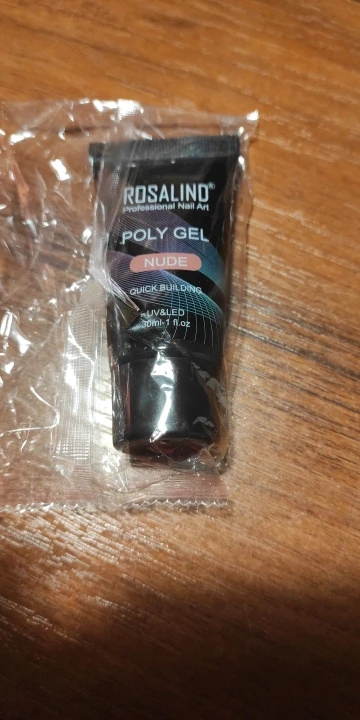 ROSALIND®
Professional Nail Art
POLY GEL
NUDE
QUICK BUILDING
UV&LED
30ml-1 fl.oz